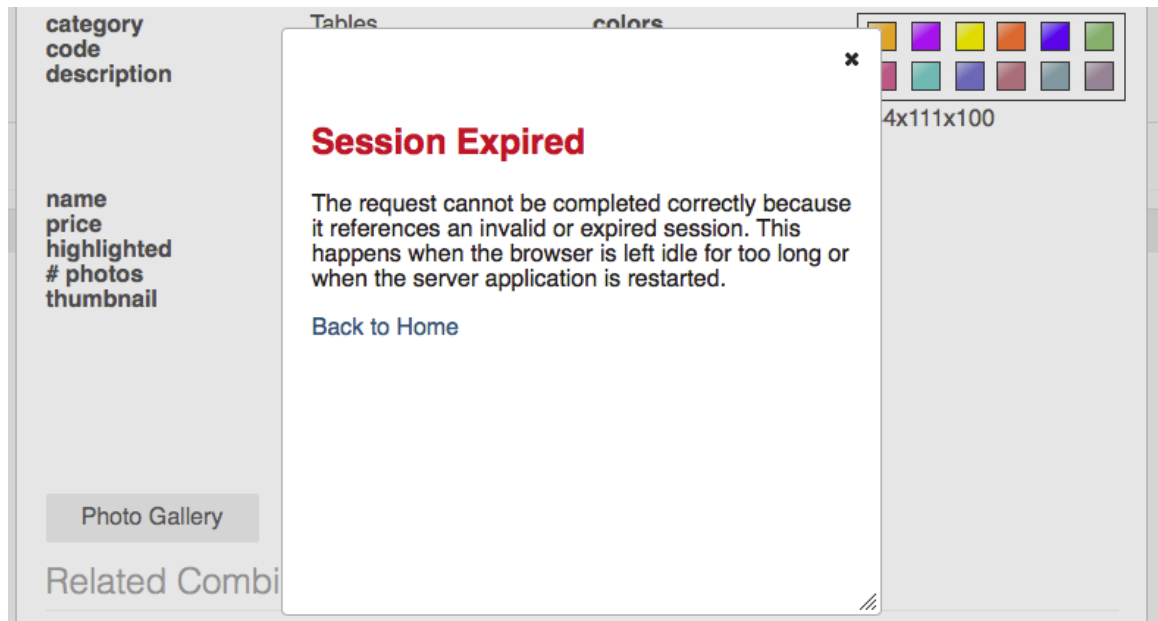 category
Tables
colors
code
description
4x111x100
Session Expired
The request cannot be completed correctly because
it references an invalid or expired session. This
happens when the browser is left idle for too long or
when the server application is restarted.
Back to Home
name
price
highlighted
# photos
thumbnail
Photo Gallery
Related Combi